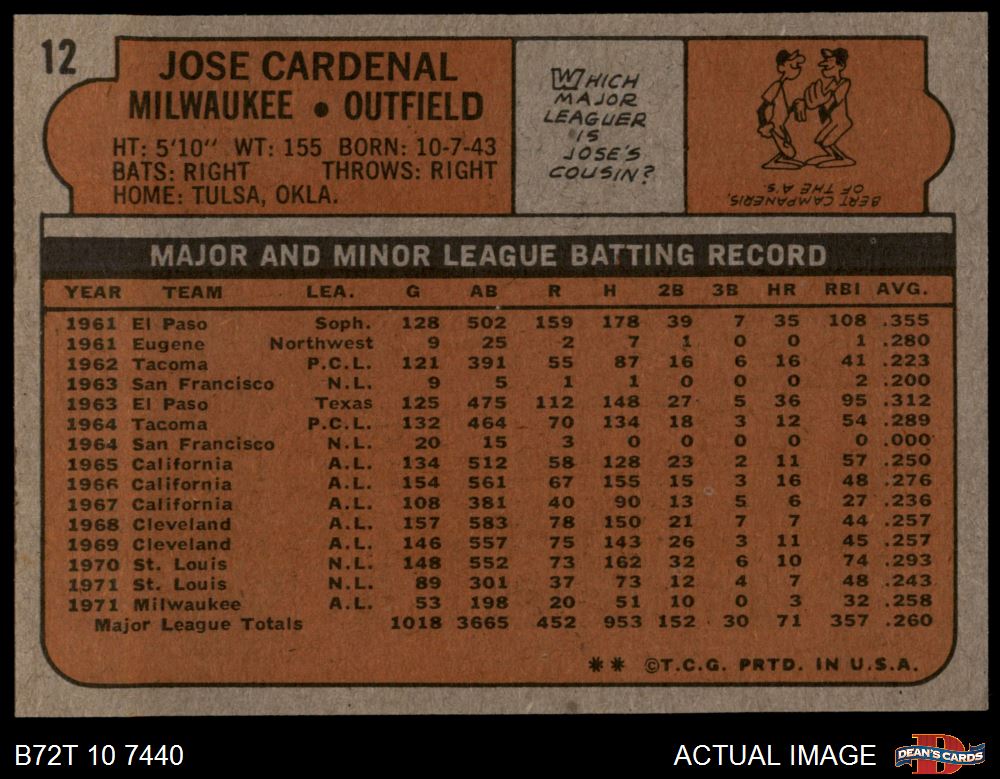 12
JOSE CARDENAL
MILWAUKEE • OUTFIELD
HT: 5'10" WT: 155 BORN: 10-7-43
BATS: RIGHT THROWS: RIGHT
HOME: TULSA, OKLA.
WHICH
MAJOR
LEAGUER
IS
JOSE'S
COUSIN?
BERT CAMPANERIS,
OF THE A'S.
MAJOR AND MINOR LEAGUE BATTING RECORD
YEAR TEAM LEA. G AB R H 2B 3B HR RBI AVG.
1961 El Paso Soph. 128 502 159 178 39 7 35 108 .355
1961 Eugene Northwest 9 25 2 7 1 0 0 1 .280
1962 Tacoma P.C.L. 121 391 55 87 16 6 16 41 .223
1963 San Francisco N.L. 9 5 1 1 0 0 0 2 .200
1963 El Paso Texas 125 475 112 148 27 5 36 95 .312
1964 Tacoma P.C.L. 132 464 70 134 18 3 12 54 .289
1964 San Francisco N.L. 20 15 3 0 0 0 0 0 .000
1965 California A.L. 134 512 58 128 23 2 11 57 .250
1966 California A.L. 154 561 67 155 15 3 16 48 .276
1967 California A.L. 108 381 40 90 13 5 6 27 .236
1968 Cleveland A.L. 157 583 78 150 21 7 7 44 .257
1969 Cleveland A.L. 146 557 75 143 26 3 11 45 .257
1970 St. Louis N.L. 148 552 73 162 32 6 10 74 .293
1971 St. Louis N.L. 89 301 37 73 12 4 7 48 .243
1971 Milwaukee A.L. 53 198 20 51 10 0 3 32 .258
Major League Totals 1018 3665 452 953 152 30 71 357 .260
** ©T.C.G. PRTD. IN U.S.A.
B72T 10 7440
ACTUAL IMAGE
D
DEAN'S CARDS